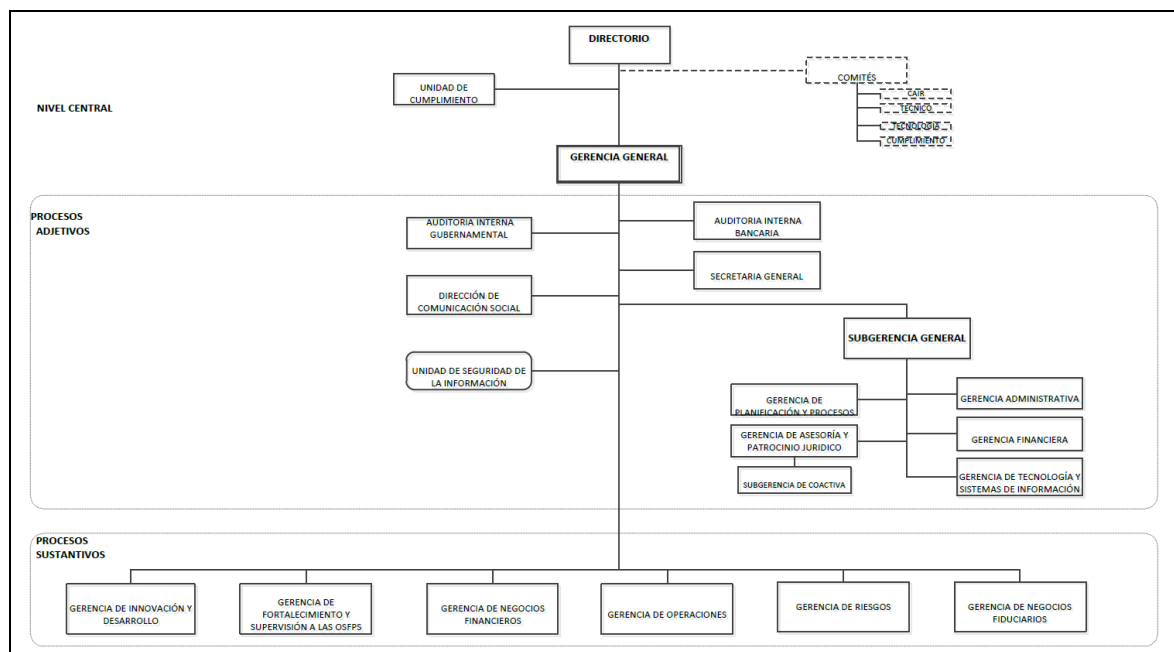 DIRECTORIO
COMITÉS
UNIDAD DE
CUMPLIMIENTO
CAIR
TÉCNICO
TECNOLOGÍA
CUMPLIMIENTO
NIVEL CENTRAL
GERENCIA GENERAL
PROCESOS
ADJETIVOS
AUDITORIA INTERNA
GUBERNAMENTAL
AUDITORIA INTERNA
BANCARIA
SECRETARIA GENERAL
DIRECCIÓN DE
COMUNICACIÓN SOCIAL
SUBGERENCIA GENERAL
UNIDAD DE SEGURIDAD DE
LA INFORMACIÓN
GERENCIA DE
PLANIFICACIÓN Y PROCESOS
GERENCIA ADMINISTRATIVA
GERENCIA DE ASESORÍA Y
PATROCINIO JURIDICO
GERENCIA FINANCIERA
SUBGERENCIA DE COACTIVA
GERENCIA DE TECNOLOGÍA Y
SISTEMAS DE INFORMACIÓN
PROCESOS
SUSTANTIVOS
GERENCIA DE INNOVACIÓN Y
DESARROLLO
GERENCIA DE
FORTALECIMIENTO Y
SUPERVISIÓN A LAS OSFPS
GERENCIA DE NEGOCIOS
FINANCIEROS
GERENCIA DE OPERACIONES
GERENCIA DE RIESGOS
GERENCIA DE NEGOCIOS
FIDUCIARIOS